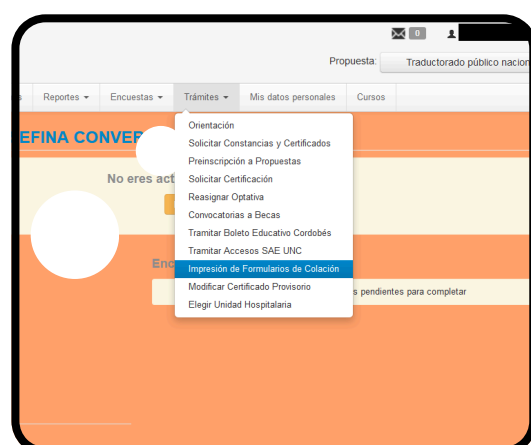 0
Propuesta: Traductorado público nacion
s Reportes Encuestas Trámites Mis datos personales Cursos
EFINA CONVER
No eres act
Orientación
Solicitar Constancias y Certificados
Preinscripción a Propuestas
Solicitar Certificación
Reasignar Optativa
Convocatorias a Becas
Tramitar Boleto Educativo Cordobés
Tramitar Accesos SAE UNC
Enc
Impresión de Formularios de Colación
Modificar Certificado Provisorio
s pendientes para completar
Elegir Unidad Hospitalaria